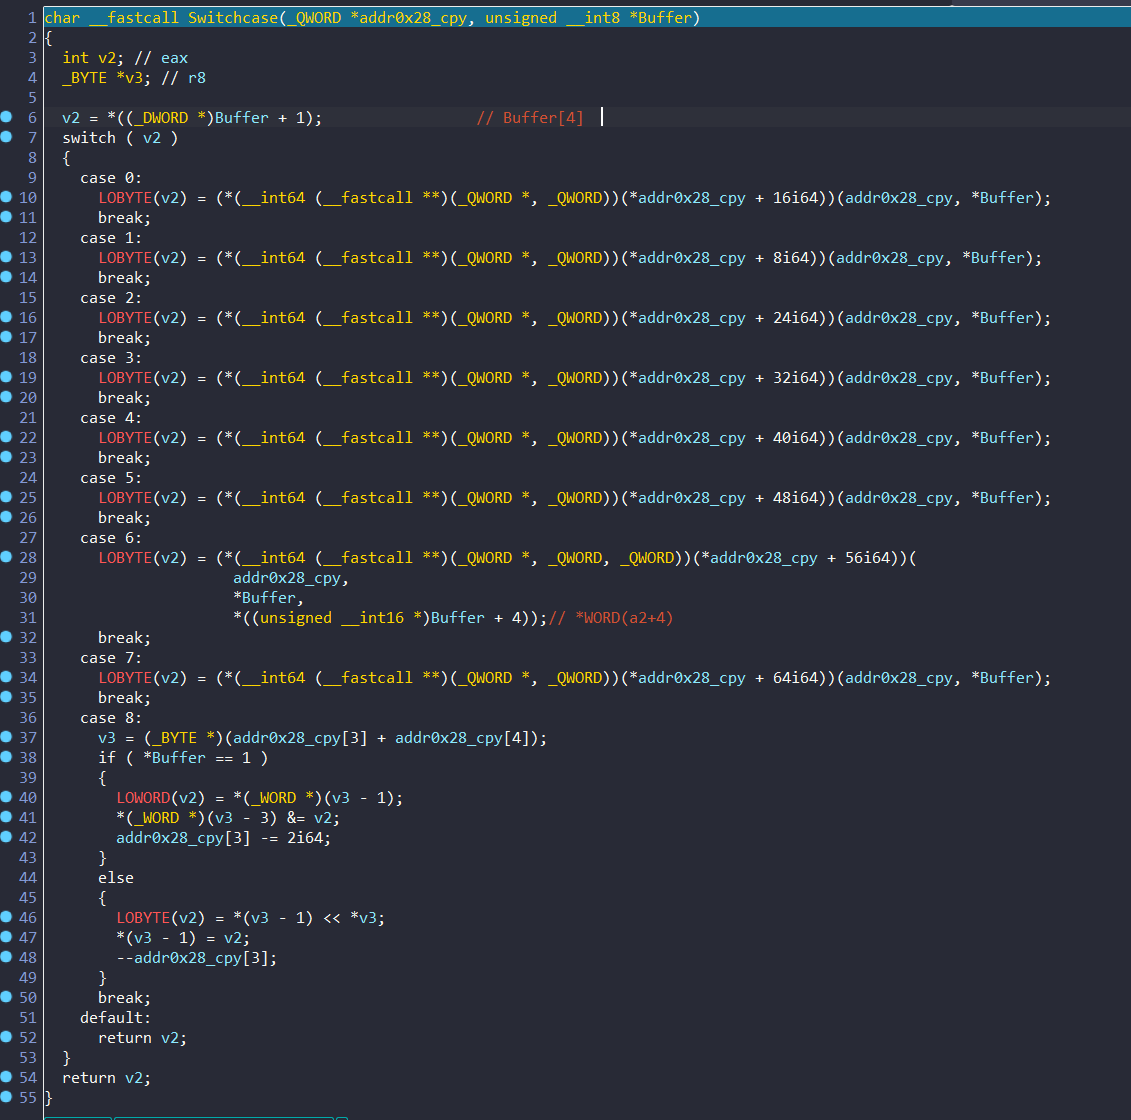 1 char __fastcall Switchcase(_QWORD *addr0x28_cpy, unsigned __int8 *Buffer)
2 {
3   int v2; // eax
4   _BYTE *v3; // r8
5
6   v2 = *((_DWORD *)Buffer + 1);                 // Buffer[4]
7   switch ( v2 )
8   {
9     case 0:
10       LOBYTE(v2) = (*(__int64 (__fastcall **)(_QWORD *, _QWORD))(*addr0x28_cpy + 16i64))(addr0x28_cpy, *Buffer);
11       break;
12     case 1:
13       LOBYTE(v2) = (*(__int64 (__fastcall **)(_QWORD *, _QWORD))(*addr0x28_cpy + 8i64))(addr0x28_cpy, *Buffer);
14       break;
15     case 2:
16       LOBYTE(v2) = (*(__int64 (__fastcall **)(_QWORD *, _QWORD))(*addr0x28_cpy + 24i64))(addr0x28_cpy, *Buffer);
17       break;
18     case 3:
19       LOBYTE(v2) = (*(__int64 (__fastcall **)(_QWORD *, _QWORD))(*addr0x28_cpy + 32i64))(addr0x28_cpy, *Buffer);
20       break;
21     case 4:
22       LOBYTE(v2) = (*(__int64 (__fastcall **)(_QWORD *, _QWORD))(*addr0x28_cpy + 40i64))(addr0x28_cpy, *Buffer);
23       break;
24     case 5:
25       LOBYTE(v2) = (*(__int64 (__fastcall **)(_QWORD *, _QWORD))(*addr0x28_cpy + 48i64))(addr0x28_cpy, *Buffer);
26       break;
27     case 6:
28       LOBYTE(v2) = (*(__int64 (__fastcall **)(_QWORD *, _QWORD, _QWORD))(*addr0x28_cpy + 56i64))(
29                      addr0x28_cpy,
30                      *Buffer,
31                      *((unsigned __int16 *)Buffer + 4));// *WORD(a2+4)
32       break;
33     case 7:
34       LOBYTE(v2) = (*(__int64 (__fastcall **)(_QWORD *, _QWORD))(*addr0x28_cpy + 64i64))(addr0x28_cpy, *Buffer);
35       break;
36     case 8:
37       v3 = (_BYTE *)(addr0x28_cpy[3] + addr0x28_cpy[4]);
38       if ( *Buffer == 1 )
39       {
40         LOWORD(v2) = *(_WORD *)(v3 - 1);
41         *(_WORD *)(v3 - 3) &= v2;
42         addr0x28_cpy[3] -= 2i64;
43       }
44       else
45       {
46         LOBYTE(v2) = *(v3 - 1) << *v3;
47         *(v3 - 1) = v2;
48         --addr0x28_cpy[3];
49       }
50       break;
51     default:
52       return v2;
53   }
54   return v2;
55 }